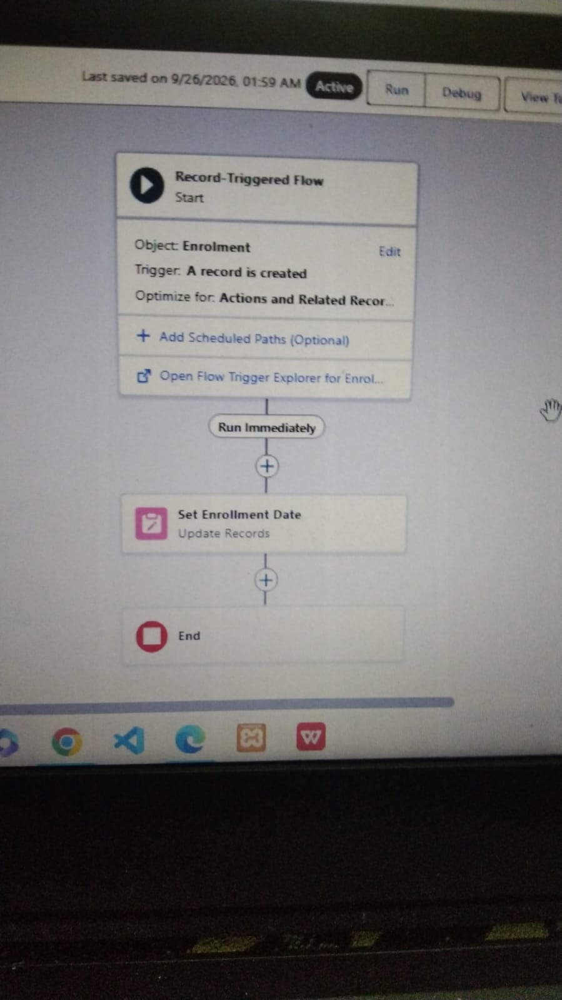 Last saved on 9/26/2026, 01:59 AM Active Run Debug View
Record-Triggered Flow
Start
Object: Enrolment Edit
Trigger: A record is created
Optimize for: Actions and Related Recor...
+ Add Scheduled Paths (Optional)
Open Flow Trigger Explorer for Enrol...
Run Immediately
Set Enrollment Date
Update Records
End